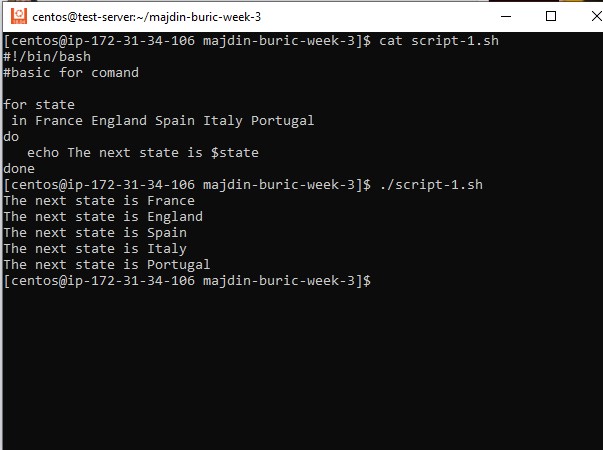 centos@test-server:~/majdin-buric-week-3
[centos@ip-172-31-34-106 majdin-buric-week-3]$ cat script-1.sh
#!/bin/bash
#basic for comand

for state
 in France England Spain Italy Portugal
do
   echo The next state is $state
done
[centos@ip-172-31-34-106 majdin-buric-week-3]$ ./script-1.sh
The next state is France
The next state is England
The next state is Spain
The next state is Italy
The next state is Portugal
[centos@ip-172-31-34-106 majdin-buric-week-3]$